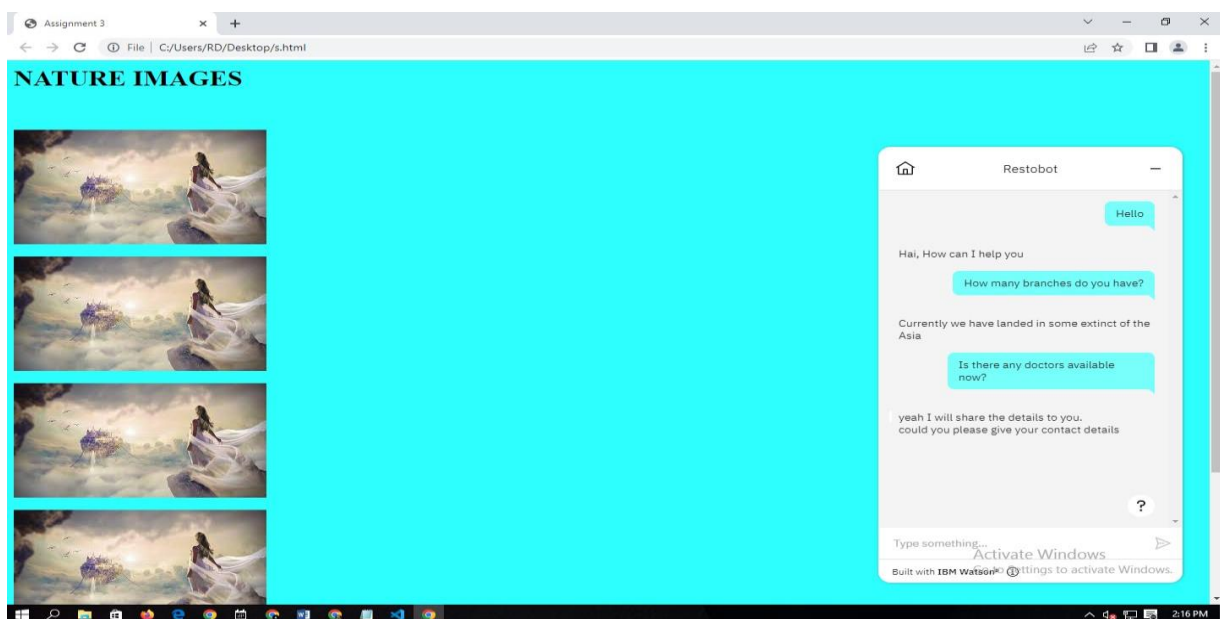 Assignment 3
File | C:/Users/RD/Desktop/s.html
NATURE IMAGES
Restobot
Hello
Hai, How can I help you
How many branches do you have?
Currently we have landed in some extinct of the
Asia
Is there any doctors available
now?
yeah I will share the details to you.
could you please give your contact details
?
Type something...
Activate Windows
Go to Settings to activate Windows.
Built with IBM Watson®
2:16 PM